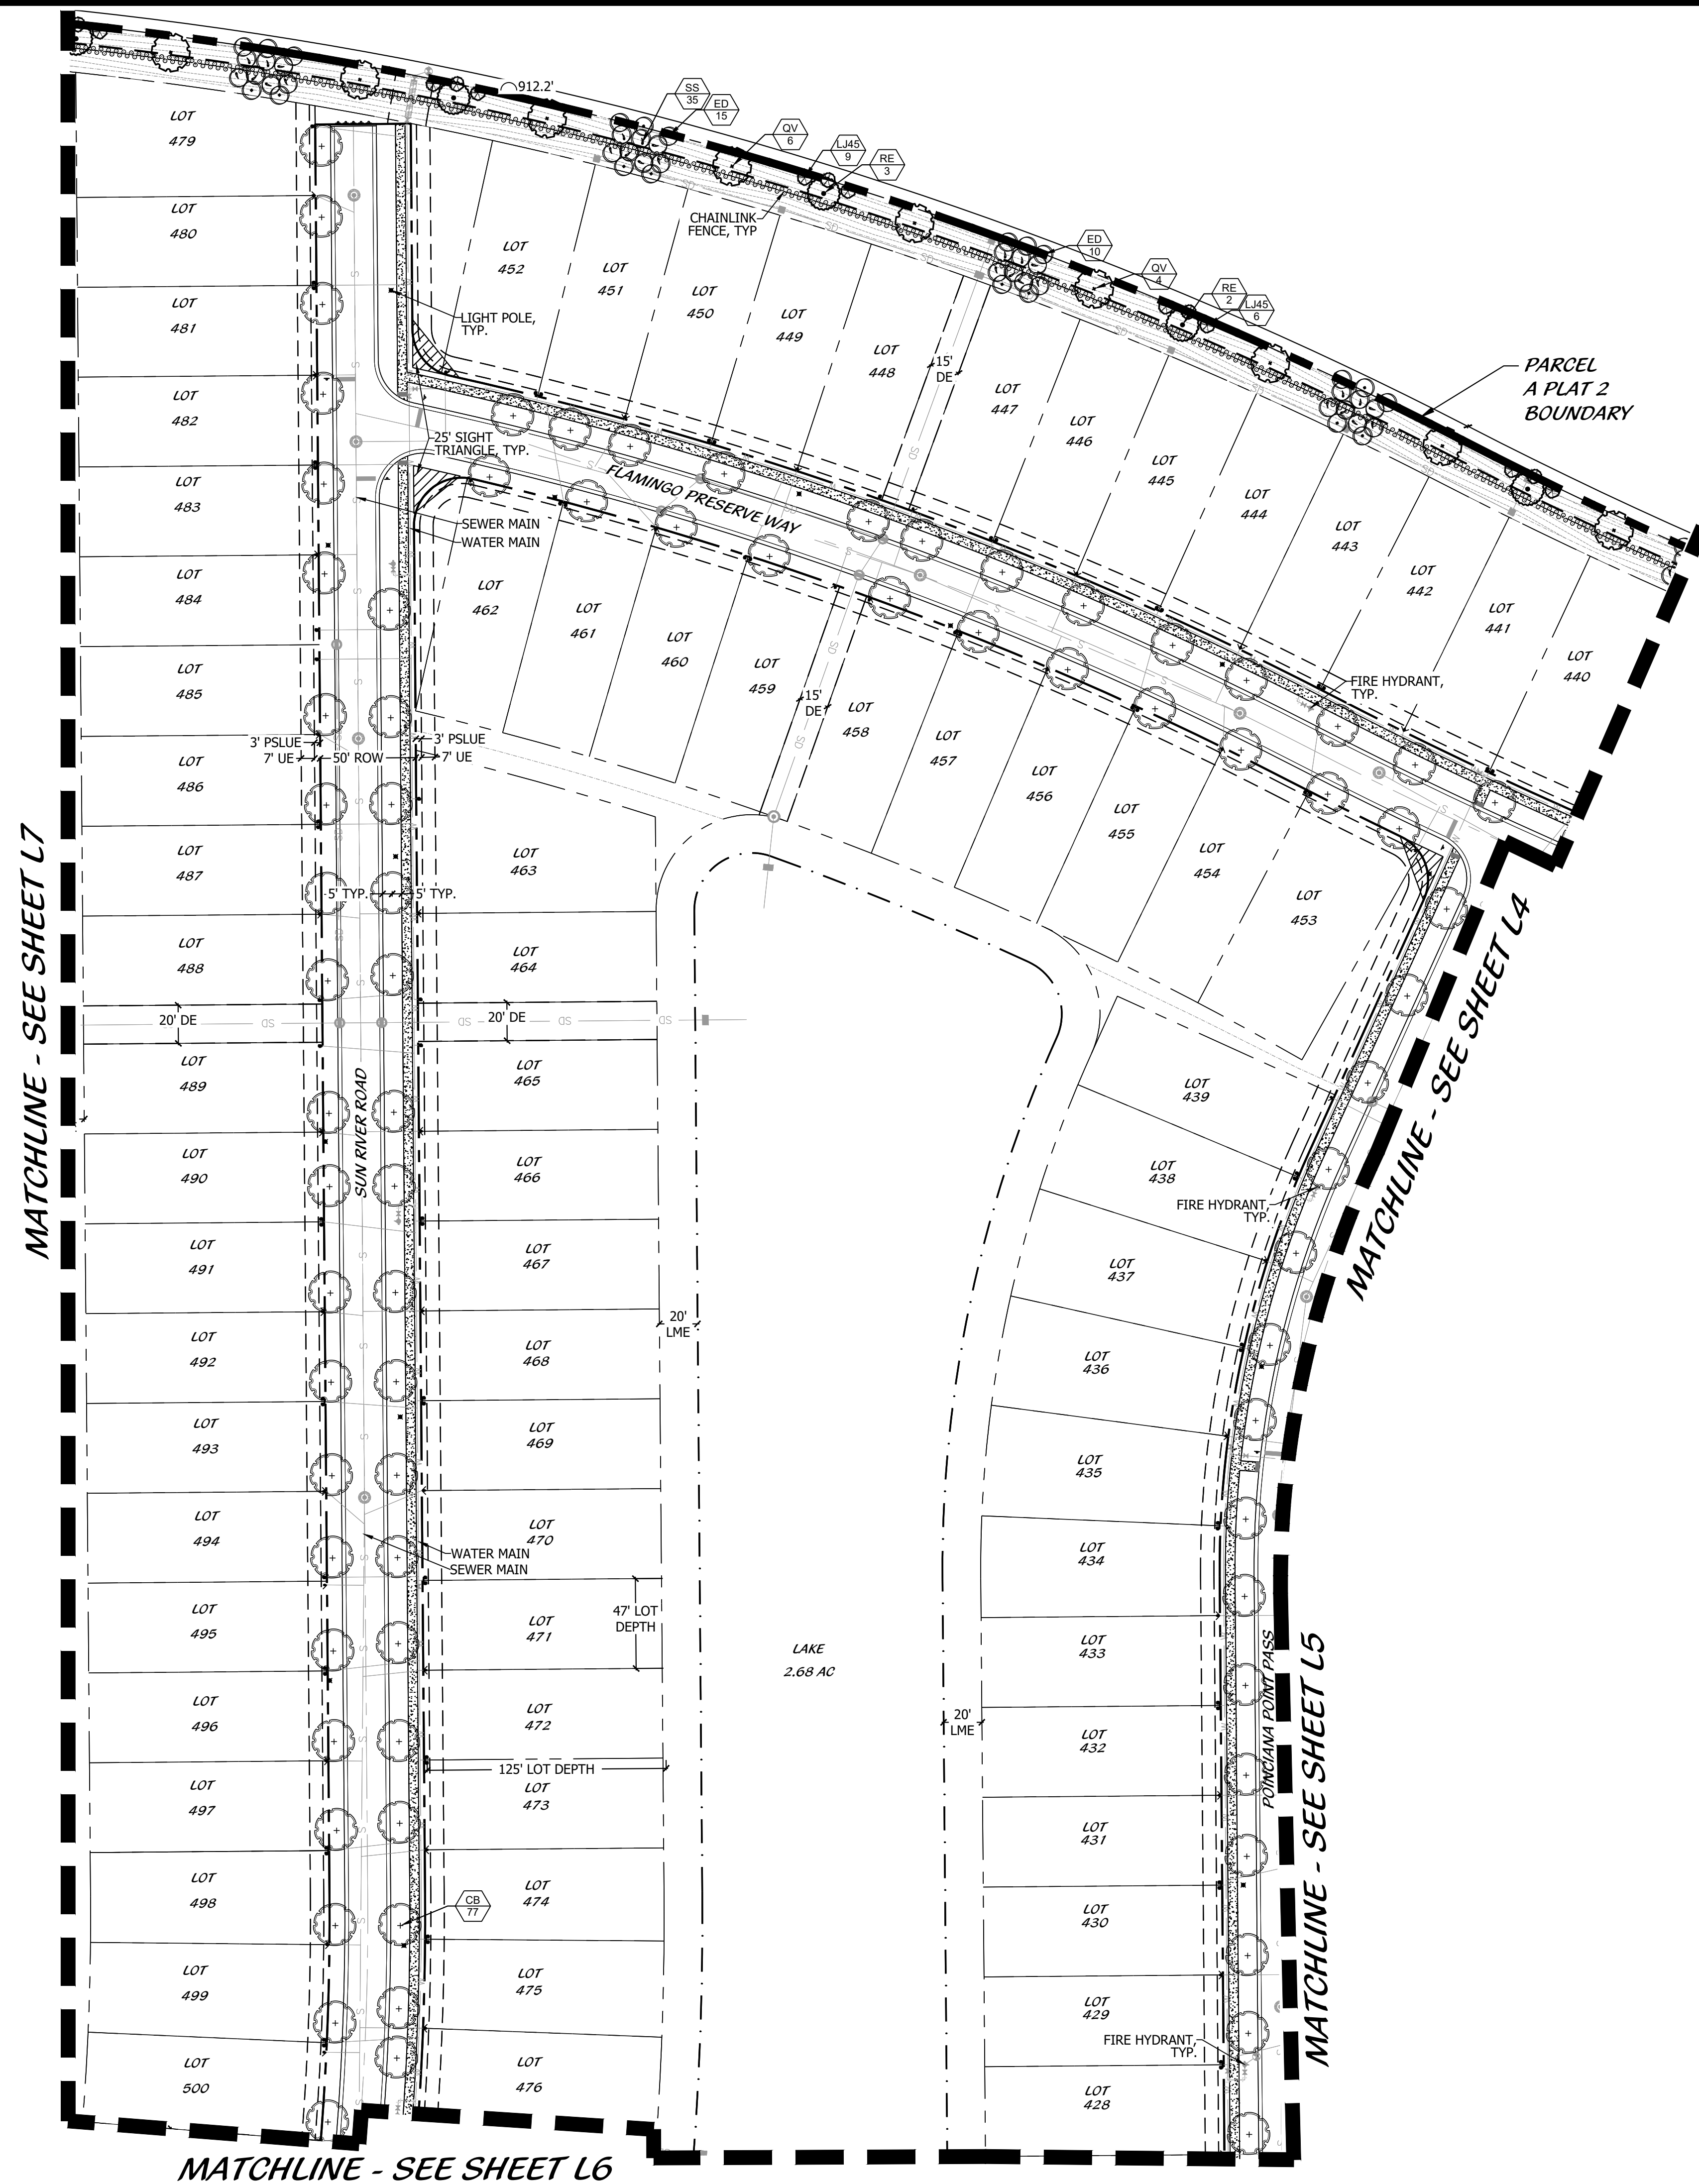 912.2'
SS
35
ED
15
QV
6
LJ45
9
RE
3
CHAINLINK
FENCE, TYP
ED
10
QV
4
RE
2
LJ45
6
PARCEL
A PLAT 2
BOUNDARY
LOT
479
LOT
480
LOT
481
LOT
482
LOT
483
LOT
484
LOT
485
LOT
486
LOT
487
LOT
488
20' DE
LOT
489
LOT
490
LOT
491
LOT
492
LOT
493
LOT
494
LOT
495
LOT
496
LOT
497
LOT
498
LOT
499
LOT
500
LOT
452
LOT
451
LOT
450
LOT
449
LOT
448
15'
DE
LOT
447
LOT
446
LOT
445
LOT
444
LOT
443
LOT
442
LOT
441
LOT
440
LIGHT POLE,
TYP.
25' SIGHT
TRIANGLE, TYP.
FLAMINGO PRESERVE WAY
SEWER MAIN
WATER MAIN
FIRE HYDRANT,
TYP.
LOT
462
LOT
461
LOT
460
LOT
459
15'
DE
LOT
458
LOT
457
LOT
456
LOT
455
LOT
454
LOT
453
3' PSLUE
7' UE
50' ROW
3' PSLUE
7' UE
5' TYP.
5' TYP.
LOT
463
LOT
464
20' DE
LOT
465
LOT
466
LOT
467
LOT
468
LOT
469
LOT
470
WATER MAIN
SEWER MAIN
LOT
471
47' LOT
DEPTH
LOT
472
125' LOT DEPTH
LOT
473
LOT
474
CB
77
LOT
475
LOT
476
SUN RIVER ROAD
20'
LME
LAKE
2.68 AC
20'
LME
LOT
439
LOT
438
FIRE HYDRANT,
TYP.
LOT
437
LOT
436
LOT
435
LOT
434
LOT
433
LOT
432
LOT
431
LOT
430
LOT
429
FIRE HYDRANT,
TYP.
LOT
428
POINCIANA POINT PASS
MATCHLINE - SEE SHEET L7
MATCHLINE - SEE SHEET L4
MATCHLINE - SEE SHEET L5
MATCHLINE - SEE SHEET L6
SD
SD
SD
SD
SD
SD
SD
SD
SD
SD
SD
SD